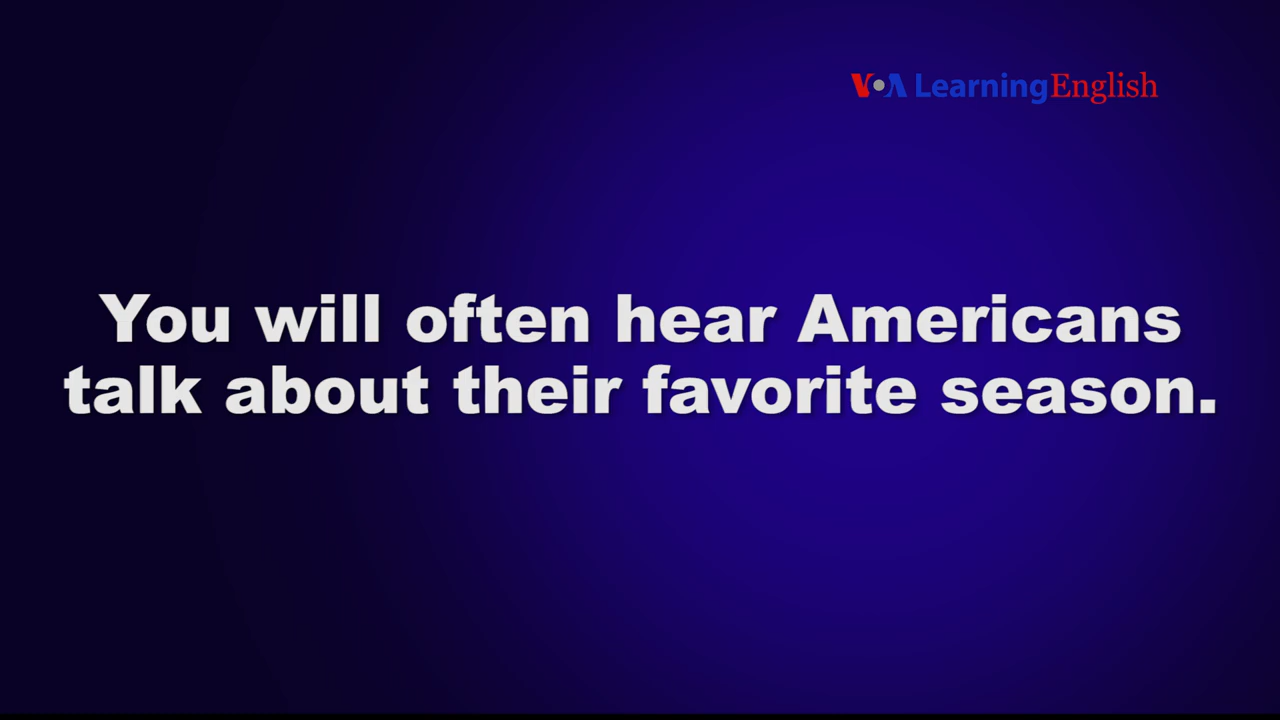 VOA Learning English
You will often hear Americans
talk about their favorite season.